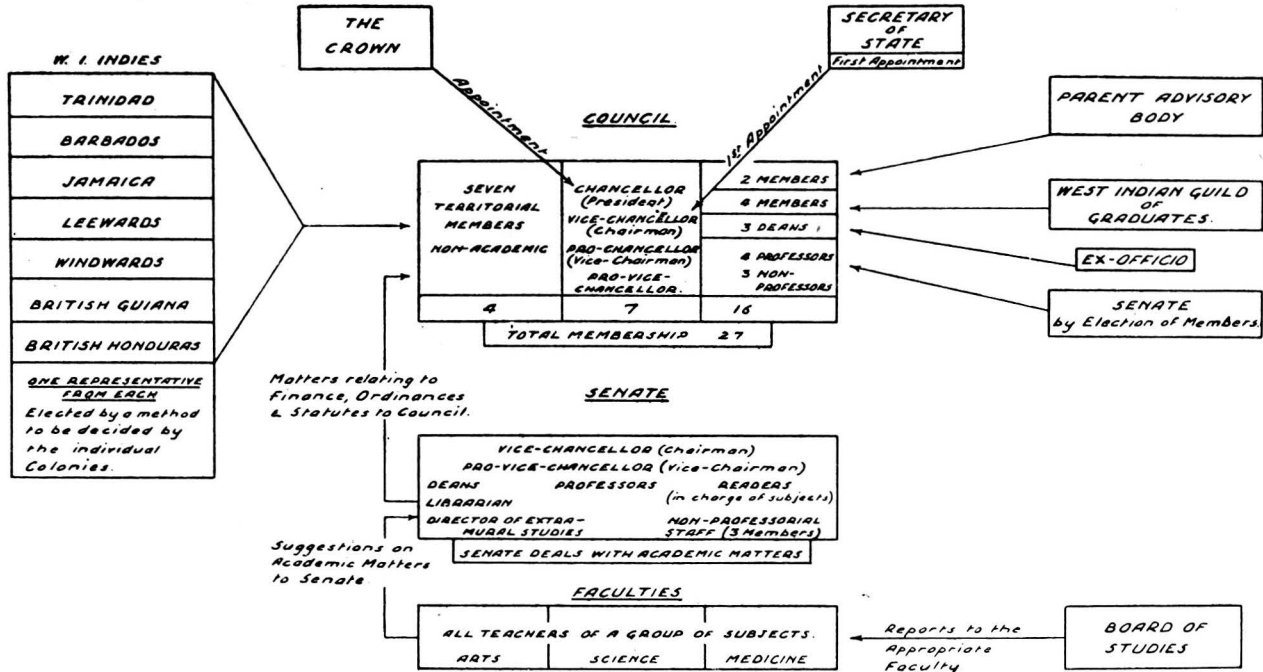 THE
CROWN
SECRETARY
OF
STATE
First Appointment
W. I. INDIES
TRINIDAD
BARBADOS
JAMAICA
LEEWARDS
WINDWARDS
BRITISH GUIANA
BRITISH HONDURAS
ONE REPRESENTATIVE
FROM EACH
Elected by a method
to be decided by
the individual
Colonies.
Appointment
1st Appointment
COUNCIL
SEVEN
TERRITORIAL
MEMBERS
NON-ACADEMIC
4
CHANCELLOR
(President)
VICE-CHANCELLOR
(Chairman)
PRO-CHANCELLOR
(Vice-Chairman)
PRO-VICE-
CHANCELLOR.
7
2 MEMBERS
4 MEMBERS
3 DEANS
4 PROFESSORS
3 NON-
PROFESSORS
16
TOTAL MEMBERSHIP 27
PARENT ADVISORY
BODY
WEST INDIAN GUILD
OF
GRADUATES.
EX-OFFICIO
SENATE
by Election of Members.
Matters relating to
Finance, Ordinances
& Statutes to Council.
SENATE
VICE-CHANCELLOR (Chairman)
PRO-VICE-CHANCELLOR (Vice-Chairman)
DEANS PROFESSORS READERS
(in charge of subjects)
LIBRARIAN
DIRECTOR OF EXTRA- NON-PROFESSORIAL
MURAL STUDIES STAFF (3 Members)
SENATE DEALS WITH ACADEMIC MATTERS
Suggestions on
Academic Matters
to Senate
FACULTIES
ALL TEACHERS OF A GROUP OF SUBJECTS.
ARTS SCIENCE MEDICINE
Reports to the
Appropriate
Faculty
BOARD OF
STUDIES